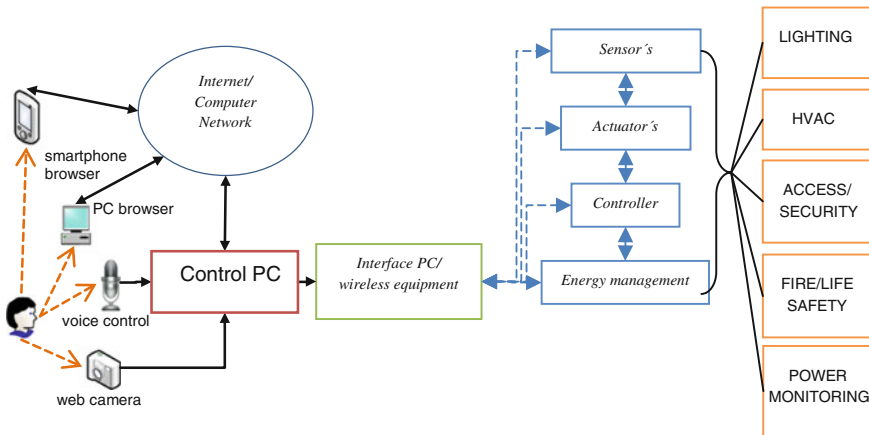 Internet/
Computer
Network
smartphone
browser
PC browser
voice control
web camera
Control PC
Interface PC/
wireless equipment
Sensor´s
Actuator´s
Controller
Energy management
LIGHTING
HVAC
ACCESS/
SECURITY
FIRE/LIFE
SAFETY
POWER
MONITORING